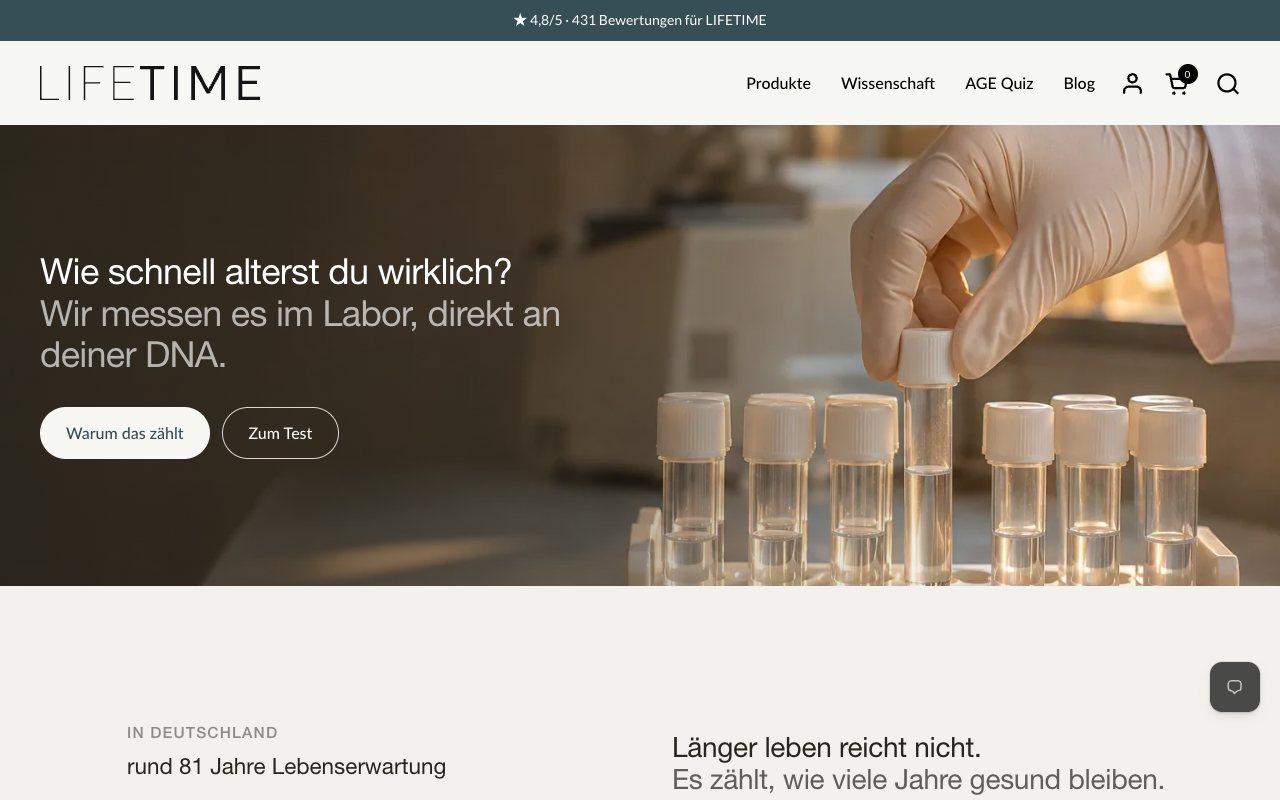 ★ 4,8/5 · 431 Bewertungen für LIFETIME
LIFETIME
Produkte
Wissenschaft
AGE Quiz
Blog
0
Wie schnell alterst du wirklich?
Wir messen es im Labor, direkt an
deiner DNA.
Warum das zählt
Zum Test
IN DEUTSCHLAND
rund 81 Jahre Lebenserwartung
Länger leben reicht nicht.
Es zählt, wie viele Jahre gesund bleiben.